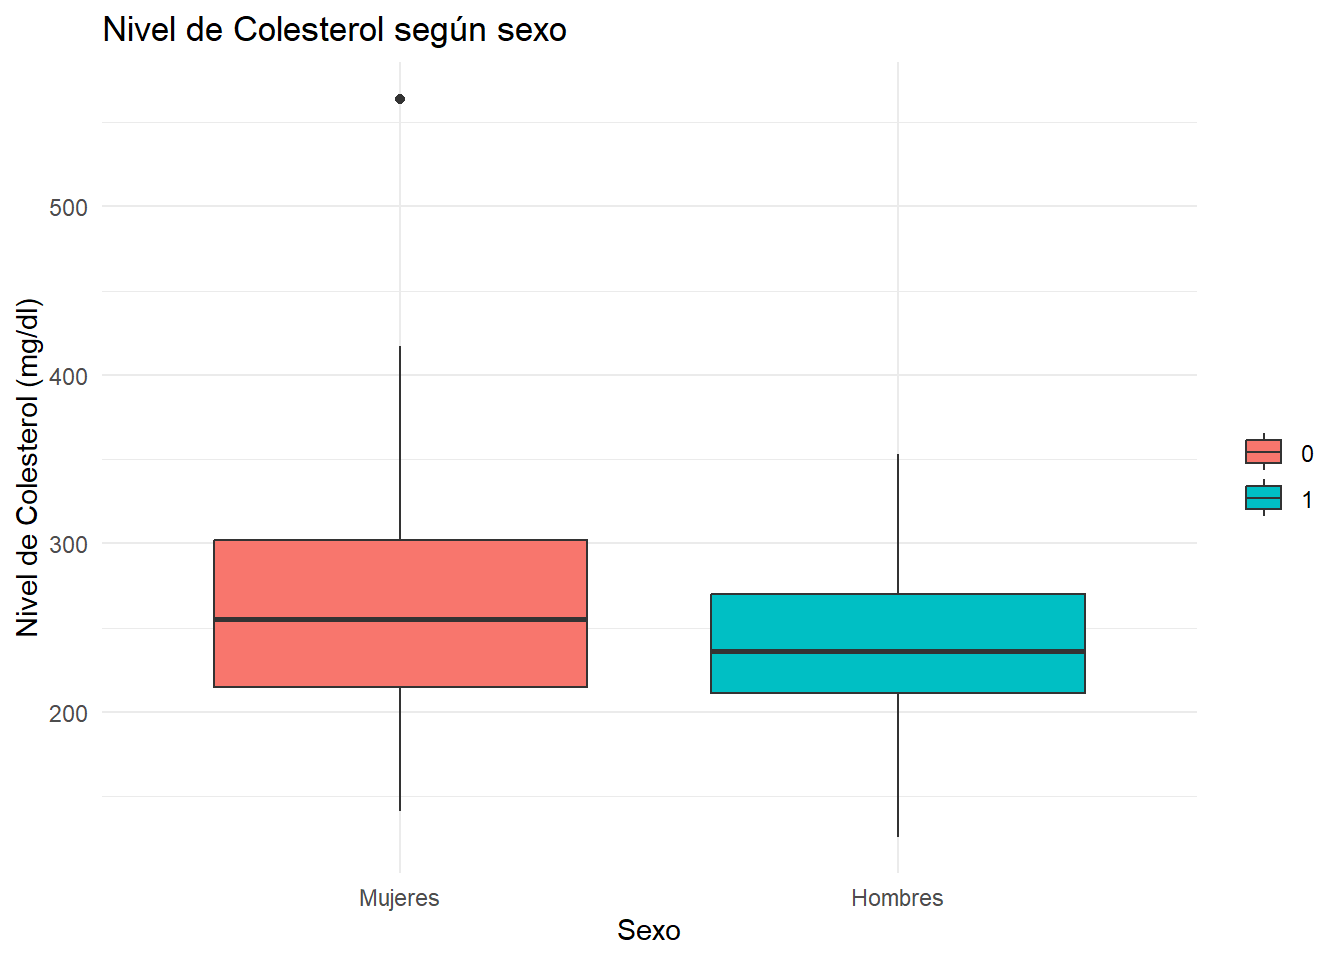 Nivel de Colesterol según sexo
Nivel de Colesterol (mg/dl)
500
400
300
200
Mujeres
Hombres
Sexo
0
1